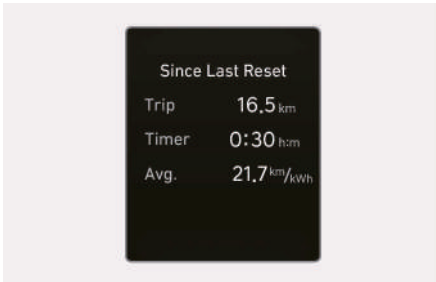 Since Last Reset
Trip 16.5 km
Timer 0:30 h:m
Avg. 21.7 km/kWh